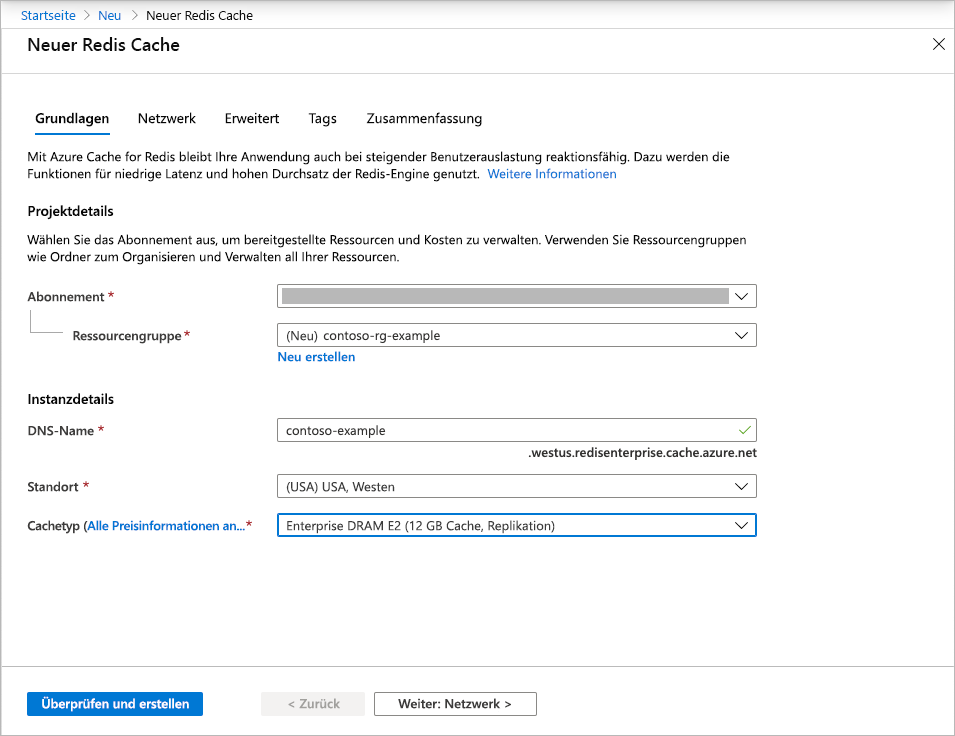 Startseite > Neu > Neuer Redis Cache
Neuer Redis Cache
Grundlagen Netzwerk Erweitert Tags Zusammenfassung
Mit Azure Cache for Redis bleibt Ihre Anwendung auch bei steigender Benutzerauslastung reaktionsfähig. Dazu werden die
Funktionen für niedrige Latenz und hohen Durchsatz der Redis-Engine genutzt. Weitere Informationen
Projektdetails
Wählen Sie das Abonnement aus, um bereitgestellte Ressourcen und Kosten zu verwalten. Verwenden Sie Ressourcengruppen
wie Ordner zum Organisieren und Verwalten all Ihrer Ressourcen.
Abonnement *
Ressourcengruppe * (Neu) contoso-rg-example
Neu erstellen
Instanzdetails
DNS-Name * contoso-example
.westus.redisenterprise.cache.azure.net
Standort * (USA) USA, Westen
Cachetyp (Alle Preisinformationen an...* Enterprise DRAM E2 (12 GB Cache, Replikation)
Überprüfen und erstellen < Zurück Weiter: Netzwerk >